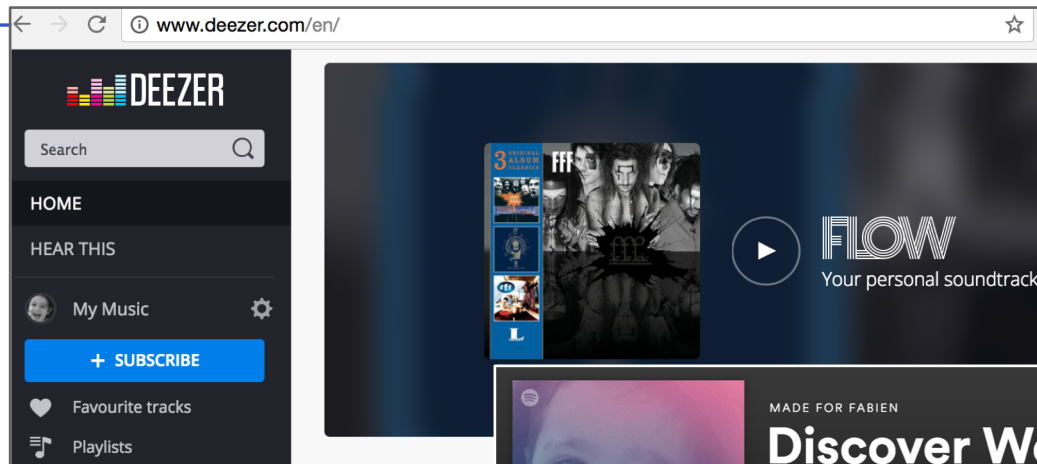 www.deezer.com/en/
DEEZER
Search
HOME
HEAR THIS
My Music
+ SUBSCRIBE
Favourite tracks
Playlists
3 ORIGINAL
ALBUM
CLASSICS
fff
fff
FLOW
Your personal soundtrack
MADE FOR FABIEN
Discover We